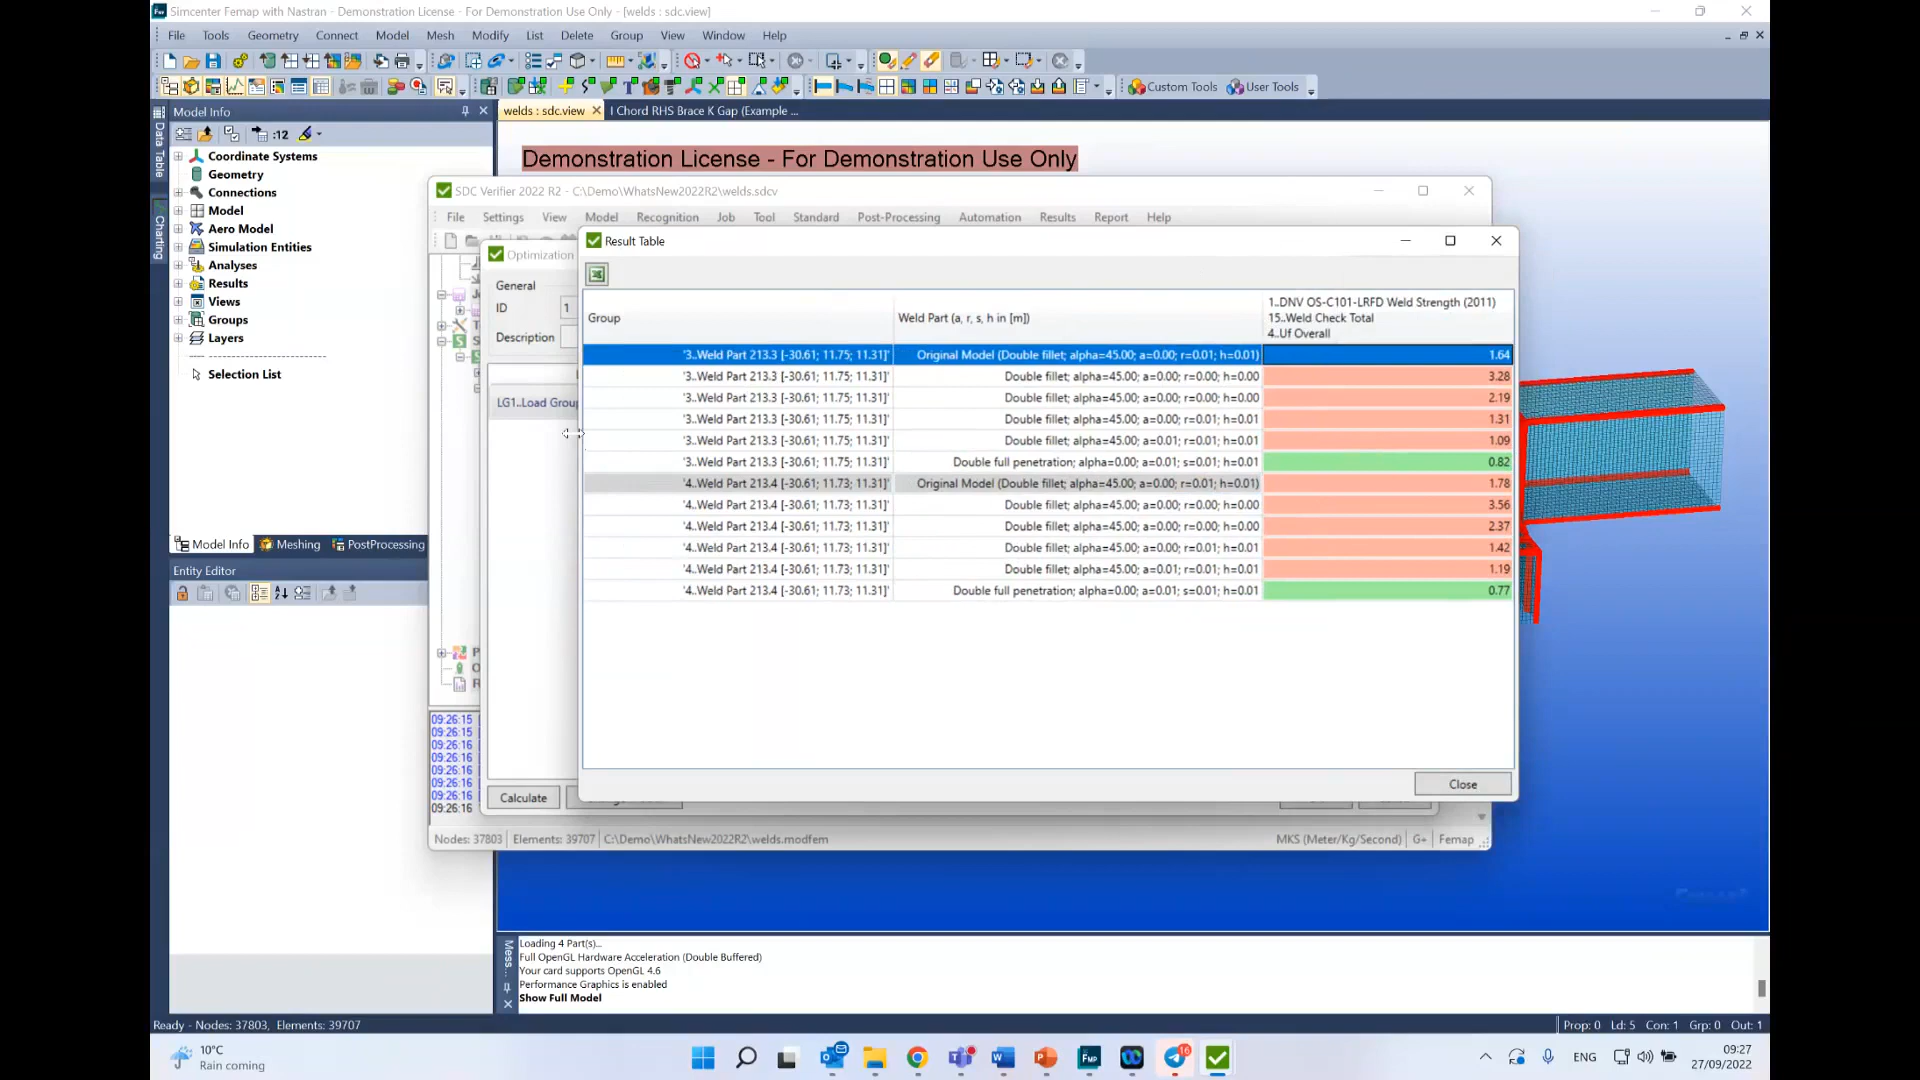 Simcenter Femap with Nastran - Demonstration License - For Demonstration Use Only - [welds : sdc.view]
File Tools Geometry Connect Model Mesh Modify List Delete Group View Window Help
Custom Tools User Tools
:12
Data Table
Charting
Model Info
Coordinate Systems
Geometry
Connections
Model
Aero Model
Simulation Entities
Analyses
Results
Views
Groups
Layers
Selection List
Model Info Meshing PostProcessing
Entity Editor
welds : sdc.view I Chord RHS Brace K Gap (Example ...
Demonstration License - For Demonstration Use Only
SDC Verifier 2022 R2 - C:\Demo\WhatsNew2022R2\welds.sdcv
File Settings View Model Recognition Job Tool Standard Post-Processing Automation Results Report Help
Optimization
General
ID 1
Description
LG1..Load Group
Calculate
09:26:15
09:26:15
09:26:16
09:26:16
09:26:16
09:26:16
09:26:16
09:26:16
Nodes: 37803 Elements: 39707 C:\Demo\WhatsNew2022R2\welds.modfem MKS (Meter/Kg/Second) G+ Femap
Result Table
Group Weld Part (a, r, s, h in [m]) 1..DNV OS-C101-LRFD Weld Strength (2011)
15..Weld Check Total
4..Uf Overall
'3..Weld Part 213.3 [-30.61; 11.75; 11.31]' Original Model (Double fillet; alpha=45.00; a=0.00; r=0.01; h=0.01) 1.64
'3..Weld Part 213.3 [-30.61; 11.75; 11.31]' Double fillet; alpha=45.00; a=0.00; r=0.00; h=0.00 3.28
'3..Weld Part 213.3 [-30.61; 11.75; 11.31]' Double fillet; alpha=45.00; a=0.00; r=0.00; h=0.00 2.19
'3..Weld Part 213.3 [-30.61; 11.75; 11.31]' Double fillet; alpha=45.00; a=0.00; r=0.01; h=0.01 1.31
'3..Weld Part 213.3 [-30.61; 11.75; 11.31]' Double fillet; alpha=45.00; a=0.01; r=0.01; h=0.01 1.09
'3..Weld Part 213.3 [-30.61; 11.75; 11.31]' Double full penetration; alpha=0.00; a=0.01; s=0.01; h=0.01 0.82
'4..Weld Part 213.4 [-30.61; 11.73; 11.31]' Original Model (Double fillet; alpha=45.00; a=0.00; r=0.01; h=0.01) 1.78
'4..Weld Part 213.4 [-30.61; 11.73; 11.31]' Double fillet; alpha=45.00; a=0.00; r=0.00; h=0.00 3.56
'4..Weld Part 213.4 [-30.61; 11.73; 11.31]' Double fillet; alpha=45.00; a=0.00; r=0.00; h=0.00 2.37
'4..Weld Part 213.4 [-30.61; 11.73; 11.31]' Double fillet; alpha=45.00; a=0.00; r=0.01; h=0.01 1.42
'4..Weld Part 213.4 [-30.61; 11.73; 11.31]' Double fillet; alpha=45.00; a=0.01; r=0.01; h=0.01 1.19
'4..Weld Part 213.4 [-30.61; 11.73; 11.31]' Double full penetration; alpha=0.00; a=0.01; s=0.01; h=0.01 0.77
Close
Mess...
Loading 4 Part(s)...
Full OpenGL Hardware Acceleration (Double Buffered)
Your card supports OpenGL 4.6
Performance Graphics is enabled
Show Full Model
Ready - Nodes: 37803, Elements: 39707 Prop: 0 Ld: 5 Con: 1 Grp: 0 Out: 1
10°C
Rain coming
16
ENG
09:27
27/09/2022